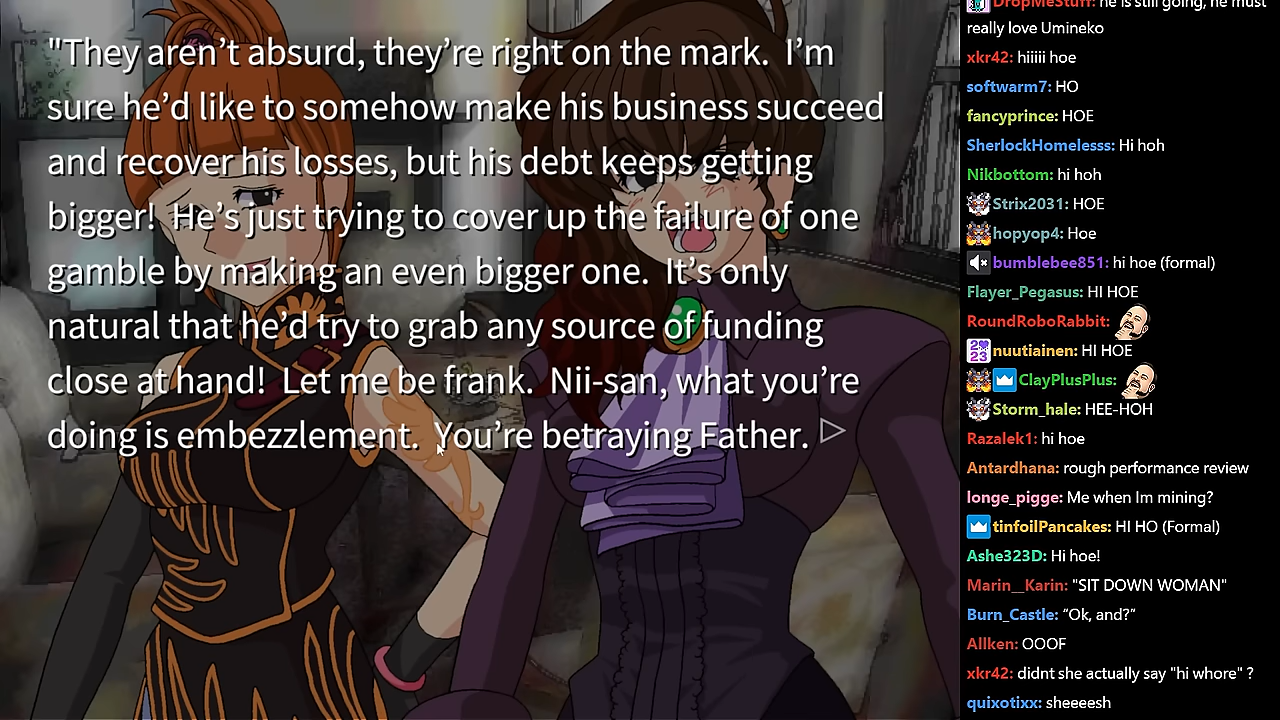 "They aren't absurd, they're right on the mark.  I'm
sure he'd like to somehow make his business succeed
and recover his losses, but his debt keeps getting
bigger!  He's just trying to cover up the failure of one
gamble by making an even bigger one.  It's only
natural that he'd try to grab any source of funding
close at hand!  Let me be frank.  Nii-san, what you're
doing is embezzlement.  You're betraying Father.
DropMeStuff: he is still going, he must
really love Umineko
xkr42: hiiiii hoe
softwarm7: HO
fancyprince: HOE
SherlockHomelesss: Hi hoh
Nikbottom: hi hoh
Strix2031: HOE
hopyop4: Hoe
bumblebee851: hi hoe (formal)
Flayer_Pegasus: HI HOE
RoundRoboRabbit:
2023 nuutiainen: HI HOE
ClayPlusPlus:
Storm_hale: HEE-HOH
Razalek1: hi hoe
Antardhana: rough performance review
longe_pigge: Me when Im mining?
tinfoilPancakes: HI HO (Formal)
Ashe323D: Hi hoe!
Marin__Karin: "SIT DOWN WOMAN"
Burn_Castle: “Ok, and?”
Allken: OOOF
xkr42: didnt she actually say "hi whore" ?
quixotixx: sheeeesh